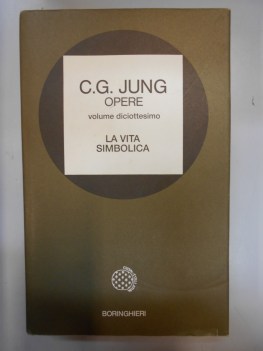 C.G. JUNG
OPERE
volume diciottesimo
LA VITA
SIMBOLICA
BORINGHIERI